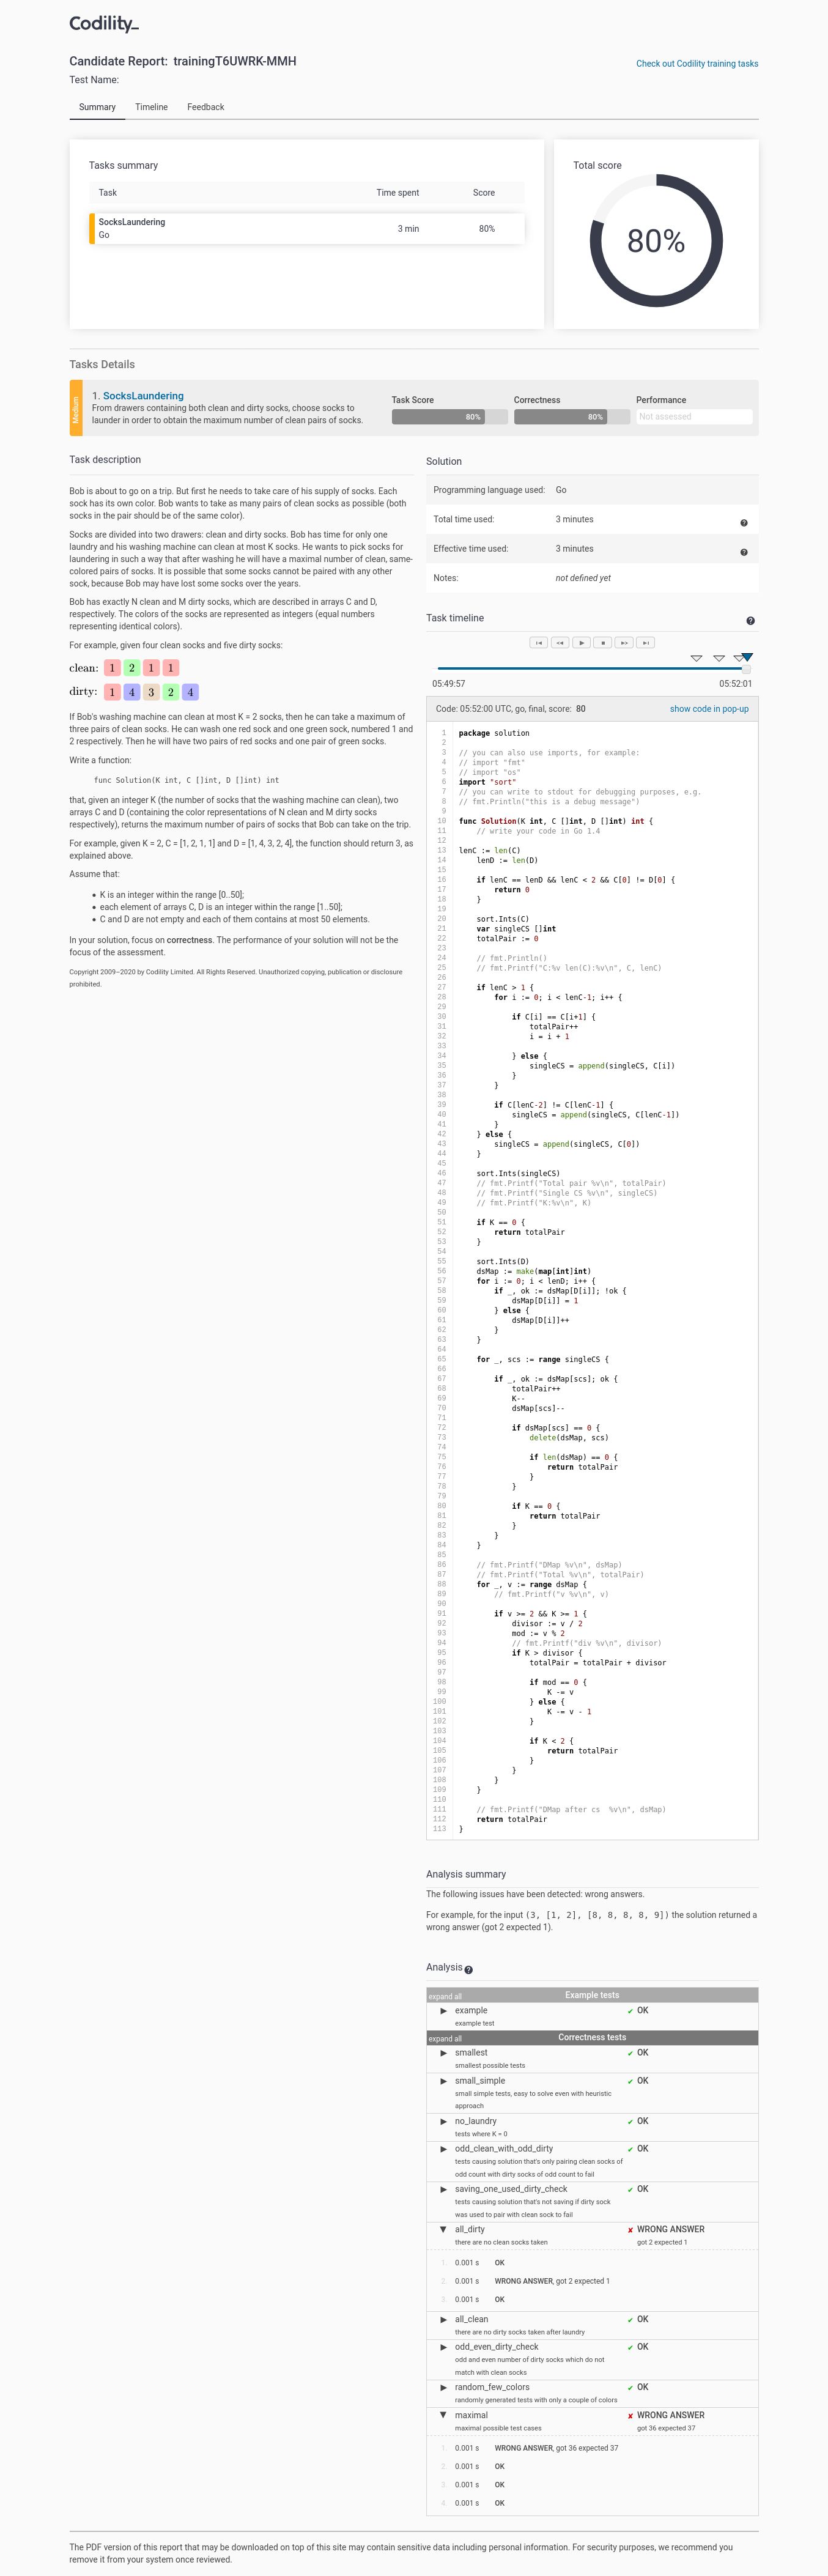 Codility_
Candidate Report: trainingT6UWRK-MMH
Check out Codility training tasks
Test Name:
Summary Timeline Feedback
Tasks summary
Task Time spent Score
SocksLaundering
Go
3 min 80%
Total score
80%
Tasks Details
Medium
1. SocksLaundering
From drawers containing both clean and dirty socks, choose socks to
launder in order to obtain the maximum number of clean pairs of socks.
Task Score
80%
Correctness
80%
Performance
Not assessed
Task description
Bob is about to go on a trip. But first he needs to take care of his supply of socks. Each
sock has its own color. Bob wants to take as many pairs of clean socks as possible (both
socks in the pair should be of the same color).
Socks are divided into two drawers: clean and dirty socks. Bob has time for only one
laundry and his washing machine can clean at most K socks. He wants to pick socks for
laundering in such a way that after washing he will have a maximal number of clean, same-
colored pairs of socks. It is possible that some socks cannot be paired with any other
sock, because Bob may have lost some socks over the years.
Bob has exactly N clean and M dirty socks, which are described in arrays C and D,
respectively. The colors of the socks are represented as integers (equal numbers
representing identical colors).
For example, given four clean socks and five dirty socks:
clean: 1 2 1 1
dirty: 1 4 3 2 4
If Bob's washing machine can clean at most K = 2 socks, then he can take a maximum of
three pairs of clean socks. He can wash one red sock and one green sock, numbered 1 and
2 respectively. Then he will have two pairs of red socks and one pair of green socks.
Write a function:
func Solution(K int, C []int, D []int) int
that, given an integer K (the number of socks that the washing machine can clean), two
arrays C and D (containing the color representations of N clean and M dirty socks
respectively), returns the maximum number of pairs of socks that Bob can take on the trip.
For example, given K = 2, C = [1, 2, 1, 1] and D = [1, 4, 3, 2, 4], the function should return 3, as
explained above.
Assume that:
• K is an integer within the range [0..50];
• each element of arrays C, D is an integer within the range [1..50];
• C and D are not empty and each of them contains at most 50 elements.
In your solution, focus on correctness. The performance of your solution will not be the
focus of the assessment.
Copyright 2009–2020 by Codility Limited. All Rights Reserved. Unauthorized copying, publication or disclosure
prohibited.
Solution
Programming language used: Go
Total time used: 3 minutes ?
Effective time used: 3 minutes ?
Notes: not defined yet
Task timeline ?
05:49:57 05:52:01
Code: 05:52:00 UTC, go, final, score: 80 show code in pop-up
1 package solution
2
3 // you can also use imports, for example:
4 // import "fmt"
5 // import "os"
6 import "sort"
7 // you can write to stdout for debugging purposes, e.g.
8 // fmt.Println("this is a debug message")
9
10 func Solution(K int, C []int, D []int) int {
11 // write your code in Go 1.4
12
13 lenC := len(C)
14 lenD := len(D)
15
16 if lenC == lenD && lenC < 2 && C[0] != D[0] {
17 return 0
18 }
19
20 sort.Ints(C)
21 var singleCS []int
22 totalPair := 0
23
24 // fmt.Println()
25 // fmt.Printf("C:%v len(C):%v\n", C, lenC)
26
27 if lenC > 1 {
28 for i := 0; i < lenC-1; i++ {
29
30 if C[i] == C[i+1] {
31 totalPair++
32 i = i + 1
33
34 } else {
35 singleCS = append(singleCS, C[i])
36 }
37 }
38
39 if C[lenC-2] != C[lenC-1] {
40 singleCS = append(singleCS, C[lenC-1])
41 }
42 } else {
43 singleCS = append(singleCS, C[0])
44 }
45
46 sort.Ints(singleCS)
47 // fmt.Printf("Total pair %v\n", totalPair)
48 // fmt.Printf("Single CS %v\n", singleCS)
49 // fmt.Printf("K:%v\n", K)
50
51 if K == 0 {
52 return totalPair
53 }
54
55 sort.Ints(D)
56 dsMap := make(map[int]int)
57 for i := 0; i < lenD; i++ {
58 if _, ok := dsMap[D[i]]; !ok {
59 dsMap[D[i]] = 1
60 } else {
61 dsMap[D[i]]++
62 }
63 }
64
65 for _, scs := range singleCS {
66
67 if _, ok := dsMap[scs]; ok {
68 totalPair++
69 K--
70 dsMap[scs]--
71
72 if dsMap[scs] == 0 {
73 delete(dsMap, scs)
74
75 if len(dsMap) == 0 {
76 return totalPair
77 }
78 }
79
80 if K == 0 {
81 return totalPair
82 }
83 }
84 }
85
86 // fmt.Printf("DMap %v\n", dsMap)
87 // fmt.Printf("Total %v\n", totalPair)
88 for _, v := range dsMap {
89 // fmt.Printf("v %v\n", v)
90
91 if v >= 2 && K >= 1 {
92 divisor := v / 2
93 mod := v % 2
94 // fmt.Printf("div %v\n", divisor)
95 if K > divisor {
96 totalPair = totalPair + divisor
97
98 if mod == 0 {
99 K -= v
100 } else {
101 K -= v - 1
102 }
103
104 if K < 2 {
105 return totalPair
106 }
107 }
108 }
109 }
110
111 // fmt.Printf("DMap after cs %v\n", dsMap)
112 return totalPair
113 }
Analysis summary
The following issues have been detected: wrong answers.
For example, for the input (3, [1, 2], [8, 8, 8, 8, 9]) the solution returned a
wrong answer (got 2 expected 1).
Analysis ?
expand all Example tests
▶ example ✔ OK
example test
expand all Correctness tests
▶ smallest ✔ OK
smallest possible tests
▶ small_simple ✔ OK
small simple tests, easy to solve even with heuristic
approach
▶ no_laundry ✔ OK
tests where K = 0
▶ odd_clean_with_odd_dirty ✔ OK
tests causing solution that's only pairing clean socks of
odd count with dirty socks of odd count to fail
▶ saving_one_used_dirty_check ✔ OK
tests causing solution that's not saving if dirty sock
was used to pair with clean sock to fail
▼ all_dirty ✘ WRONG ANSWER
there are no clean socks taken got 2 expected 1
1. 0.001 s OK
2. 0.001 s WRONG ANSWER, got 2 expected 1
3. 0.001 s OK
▶ all_clean ✔ OK
there are no dirty socks taken after laundry
▶ odd_even_dirty_check ✔ OK
odd and even number of dirty socks which do not
match with clean socks
▶ random_few_colors ✔ OK
randomly generated tests with only a couple of colors
▼ maximal ✘ WRONG ANSWER
maximal possible test cases got 36 expected 37
1. 0.001 s WRONG ANSWER, got 36 expected 37
2. 0.001 s OK
3. 0.001 s OK
4. 0.001 s OK
The PDF version of this report that may be downloaded on top of this site may contain sensitive data including personal information. For security purposes, we recommend you
remove it from your system once reviewed.